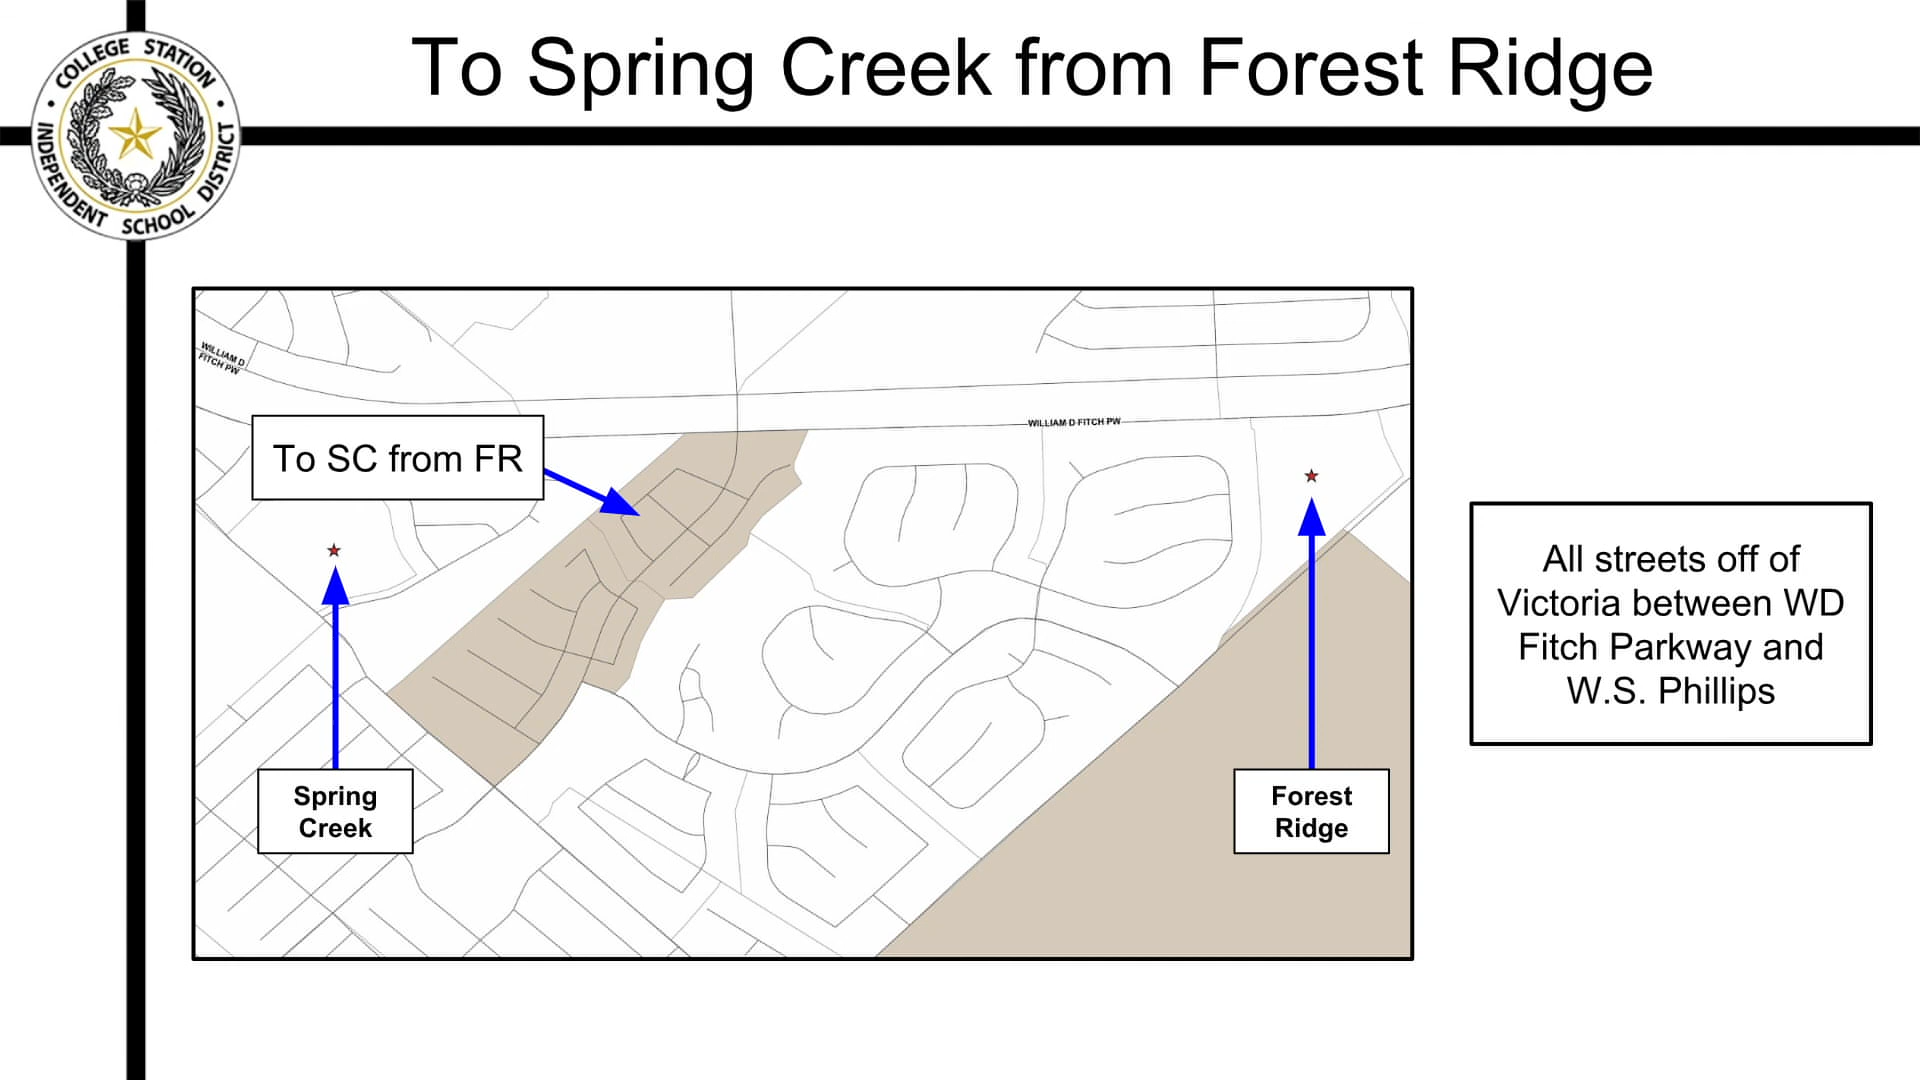 To Spring Creek from Forest Ridge
COLLEGE STATION
INDEPENDENT SCHOOL DISTRICT
WILLIAM D
FITCH PW
WILLIAM D FITCH PW
To SC from FR
All streets off of
Victoria between WD
Fitch Parkway and
W.S. Phillips
Spring
Creek
Forest
Ridge